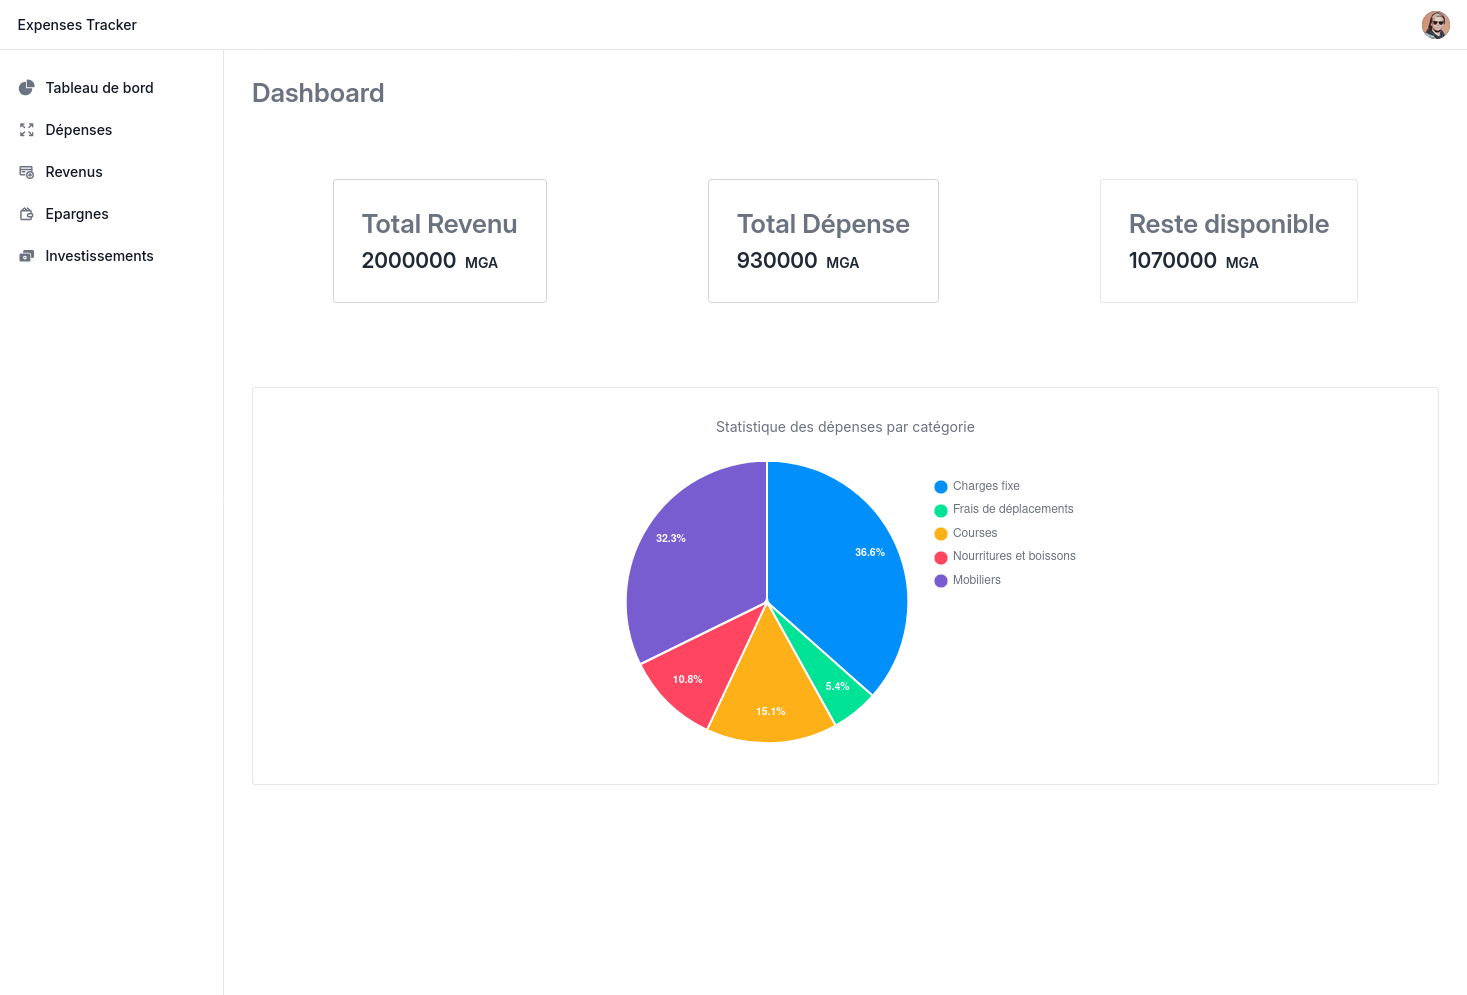 Expenses Tracker
Tableau de bord
Dépenses
Revenus
Epargnes
Investissements
Dashboard
Total Revenu
2000000 MGA
Total Dépense
930000 MGA
Reste disponible
1070000 MGA
Statistique des dépenses par catégorie
32.3%
36.6%
10.8%
5.4%
15.1%
Charges fixe
Frais de déplacements
Courses
Nourritures et boissons
Mobiliers